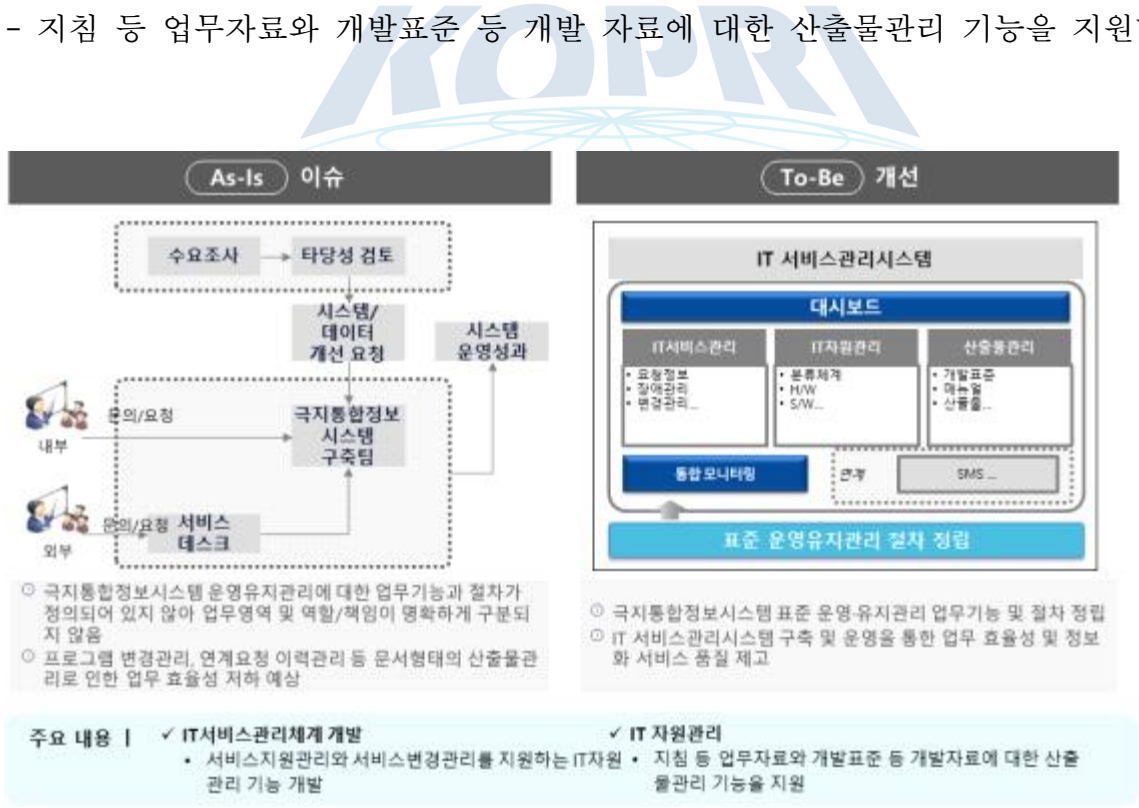 - 지침 등 업무자료와 개발표준 등 개발 자료에 대한 산출물관리 기능을 지원
KOPRI
As-Is 이슈
수요조사
타당성 검토
시스템/
데이터
개선 요청
시스템
운영성과
문의/요청
내부
극지통합정보
시스템
구축팀
문의/요청
외부
서비스
데스크
극지통합정보시스템 운영유지관리에 대한 업무기능과 절차가
정의되어 있지 않아 업무영역 및 역할/책임이 명확하게 구분되
지 않음
프로그램 변경관리, 연계요청 이력관리 등 문서형태의 산출물관
리로 인한 업무 효율성 저하 예상
To-Be 개선
IT 서비스관리시스템
대시보드
IT서비스관리
• 요청정보
• 장애관리
• 변경관리...
IT자원관리
• 분류체계
• H/W
• S/W...
산출물관리
• 개발표준
• 매뉴얼
• 산출물...
통합 모니터링
연계
SMS ...
표준 운영유지관리 절차 정립
극지통합정보시스템 표준 운영·유지관리 업무기능 및 절차 정립
IT 서비스관리시스템 구축 및 운영을 통한 업무 효율성 및 정보
화 서비스 품질 제고
주요 내용 |
✓ IT서비스관리체계 개발
• 서비스지원관리와 서비스변경관리를 지원하는 IT자원
관리 기능 개발
✓ IT 자원관리
• 지침 등 업무자료와 개발표준 등 개발자료에 대한 산출
물관리 기능을 지원